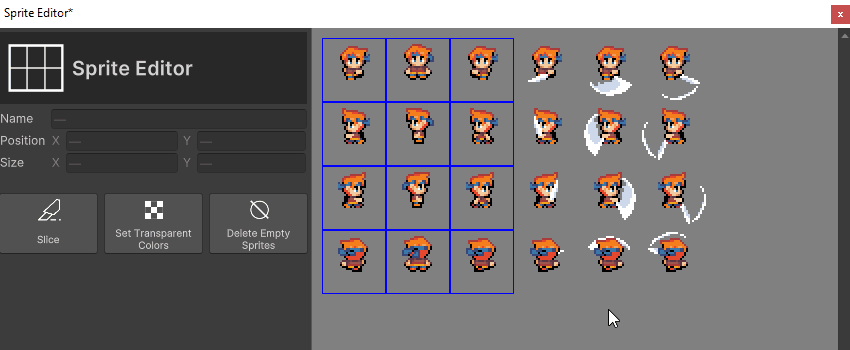 Sprite Editor*
x
Sprite Editor
Name —
Position X — Y —
Size X — Y —
Slice
Set Transparent
Colors
Delete Empty
Sprites